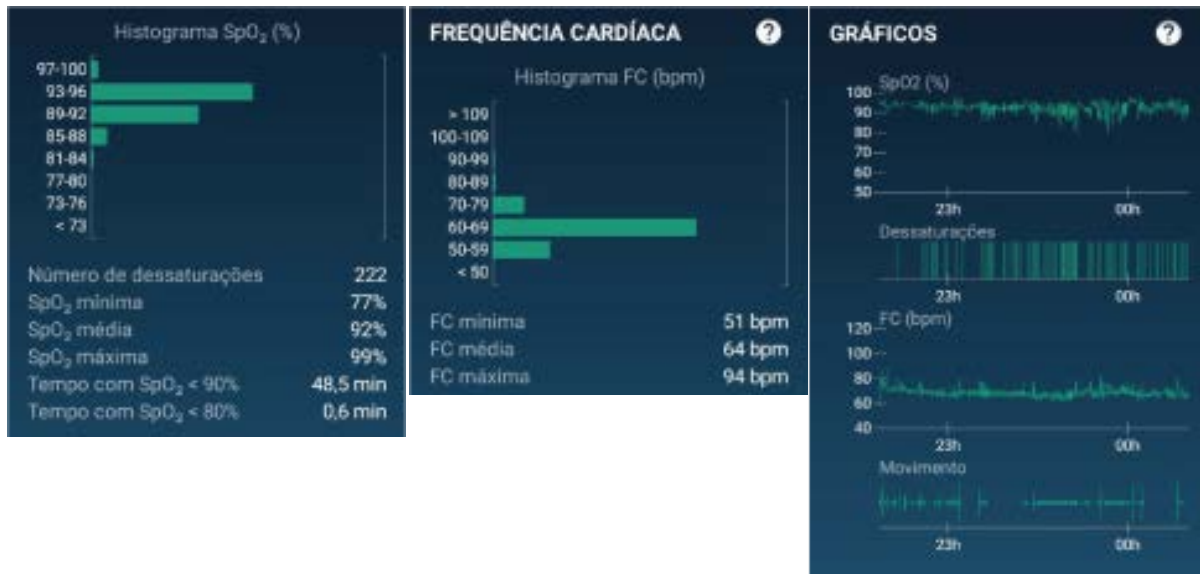 Histograma SpO₂ (%)
97-100
93-96
89-92
85-88
81-84
77-80
73-76
< 73
Número de dessaturações 222
SpO₂ mínima 77%
SpO₂ média 92%
SpO₂ máxima 99%
Tempo com SpO₂ < 90% 48,5 min
Tempo com SpO₂ < 80% 0,6 min
FREQUÊNCIA CARDÍACA ?
Histograma FC (bpm)
> 109
100-109
90-99
80-89
70-79
60-69
50-59
< 50
FC mínima 51 bpm
FC média 64 bpm
FC máxima 94 bpm
GRÁFICOS ?
SpO2 (%)
100
90
80
70
60
50
23h 00h
Dessaturações
23h 00h
FC (bpm)
120
100
80
60
40
23h 00h
Movimento
23h 00h